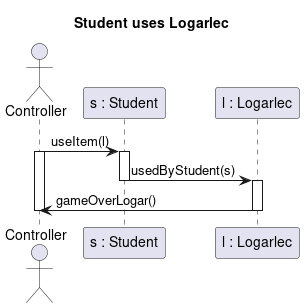 Student uses Logarlec
Controller
s : Student
l : Logarlec
useItem(l)
usedByStudent(s)
gameOverLogar()
Controller
s : Student
l : Logarlec